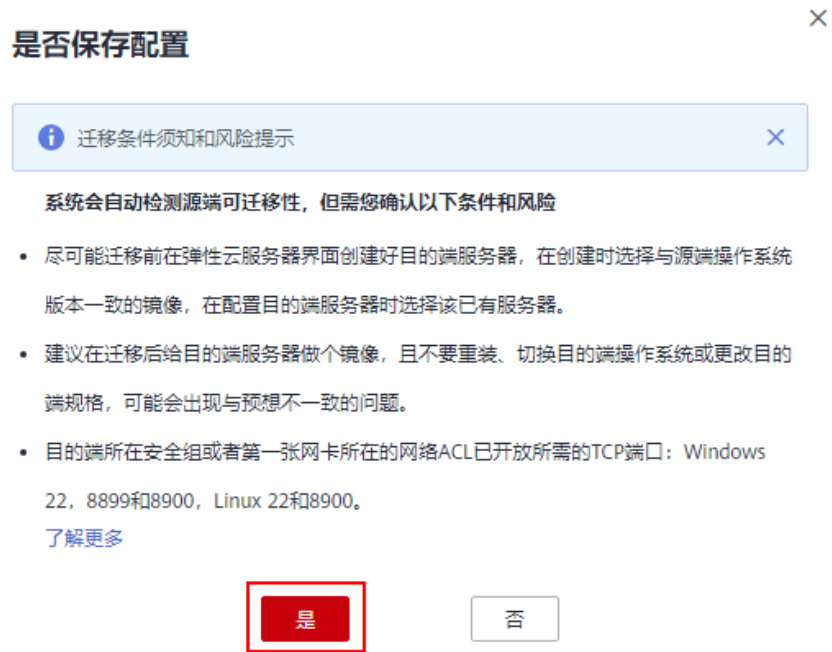 是否保存配置
迁移条件须知和风险提示
系统会自动检测源端可迁移性，但需您确认以下条件和风险
• 尽可能迁移前在弹性云服务器界面创建好目的端服务器，在创建时选择与源端操作系统
版本一致的镜像，在配置目的端服务器时选择该已有服务器。
• 建议在迁移后给目的端服务器做个镜像，且不要重装、切换目的端操作系统或更改目的
端规格，可能会出现与预想不一致的问题。
• 目的端所在安全组或者第一张网卡所在的网络ACL已开放所需的TCP端口：Windows
22，8899和8900，Linux 22和8900。
了解更多
是
否